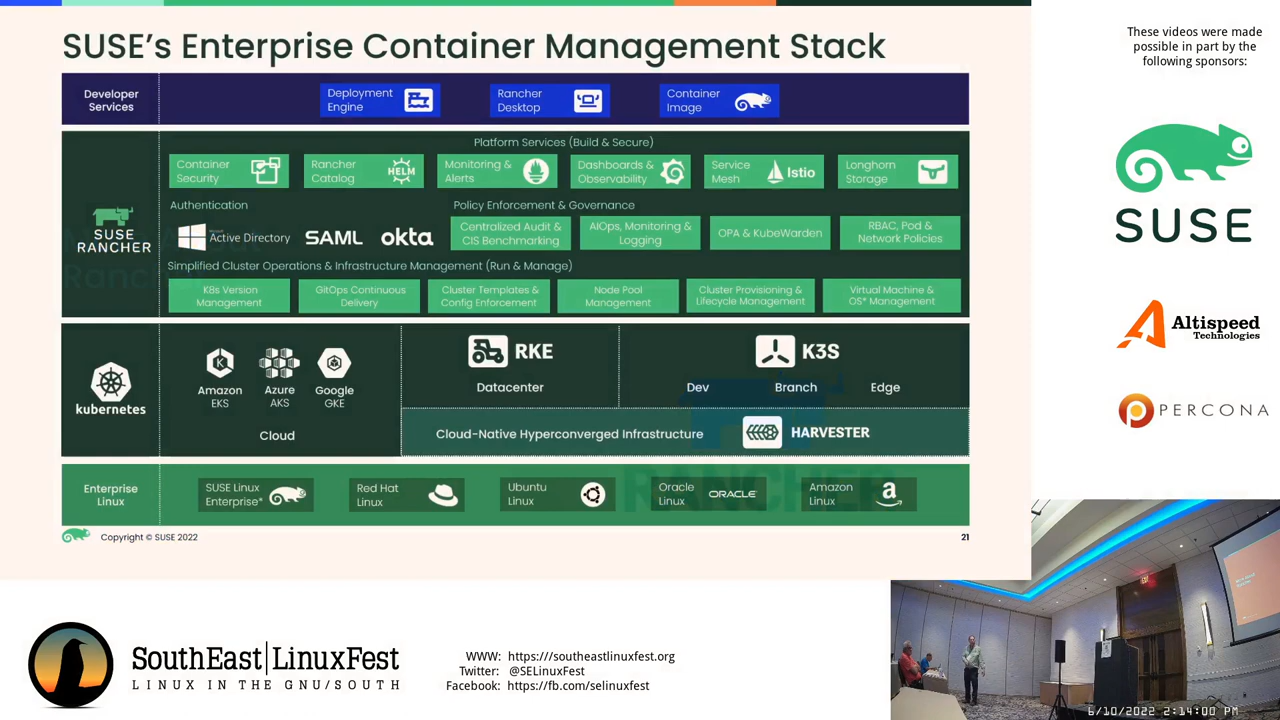 SUSE's Enterprise Container Management Stack
Developer
Services
Deployment
Engine
Rancher
Desktop
Container
Image
SUSE
RANCHER
Platform Services (Build & Secure)
Container
Security
Rancher
Catalog
HELM
Monitoring &
Alerts
Dashboards &
Observability
Service
Mesh
Istio
Longhorn
Storage
Authentication
Microsoft
Active Directory
SAML
okta
Policy Enforcement & Governance
Centralized Audit &
CIS Benchmarking
AIOps, Monitoring &
Logging
OPA & KubeWarden
RBAC, Pod &
Network Policies
Simplified Cluster Operations & Infrastructure Management (Run & Manage)
K8s Version
Management
GitOps Continuous
Delivery
Cluster Templates &
Config Enforcement
Node Pool
Management
Cluster Provisioning &
Lifecycle Management
Virtual Machine &
OS* Management
kubernetes
Amazon
EKS
Azure
AKS
Google
GKE
Cloud
RKE
Datacenter
K3S
Dev
Branch
Edge
Cloud-Native Hyperconverged Infrastructure
HARVESTER
Enterprise
Linux
SUSE Linux
Enterprise*
Red Hat
Linux
Ubuntu
Linux
Oracle
Linux
ORACLE
Amazon
Linux
a
RANCHER
Copyright © SUSE 2022
21
These videos were made
possible in part by the
following sponsors:
SUSE
Altispeed
Technologies
PERCONA
SouthEast LinuxFest
LINUX IN THE GNU/SOUTH
WWW: https:///southeastlinuxfest.org
Twitter: @SELinuxFest
Facebook: https://fb.com/selinuxfest
6/10/2022 2:14:00 PM